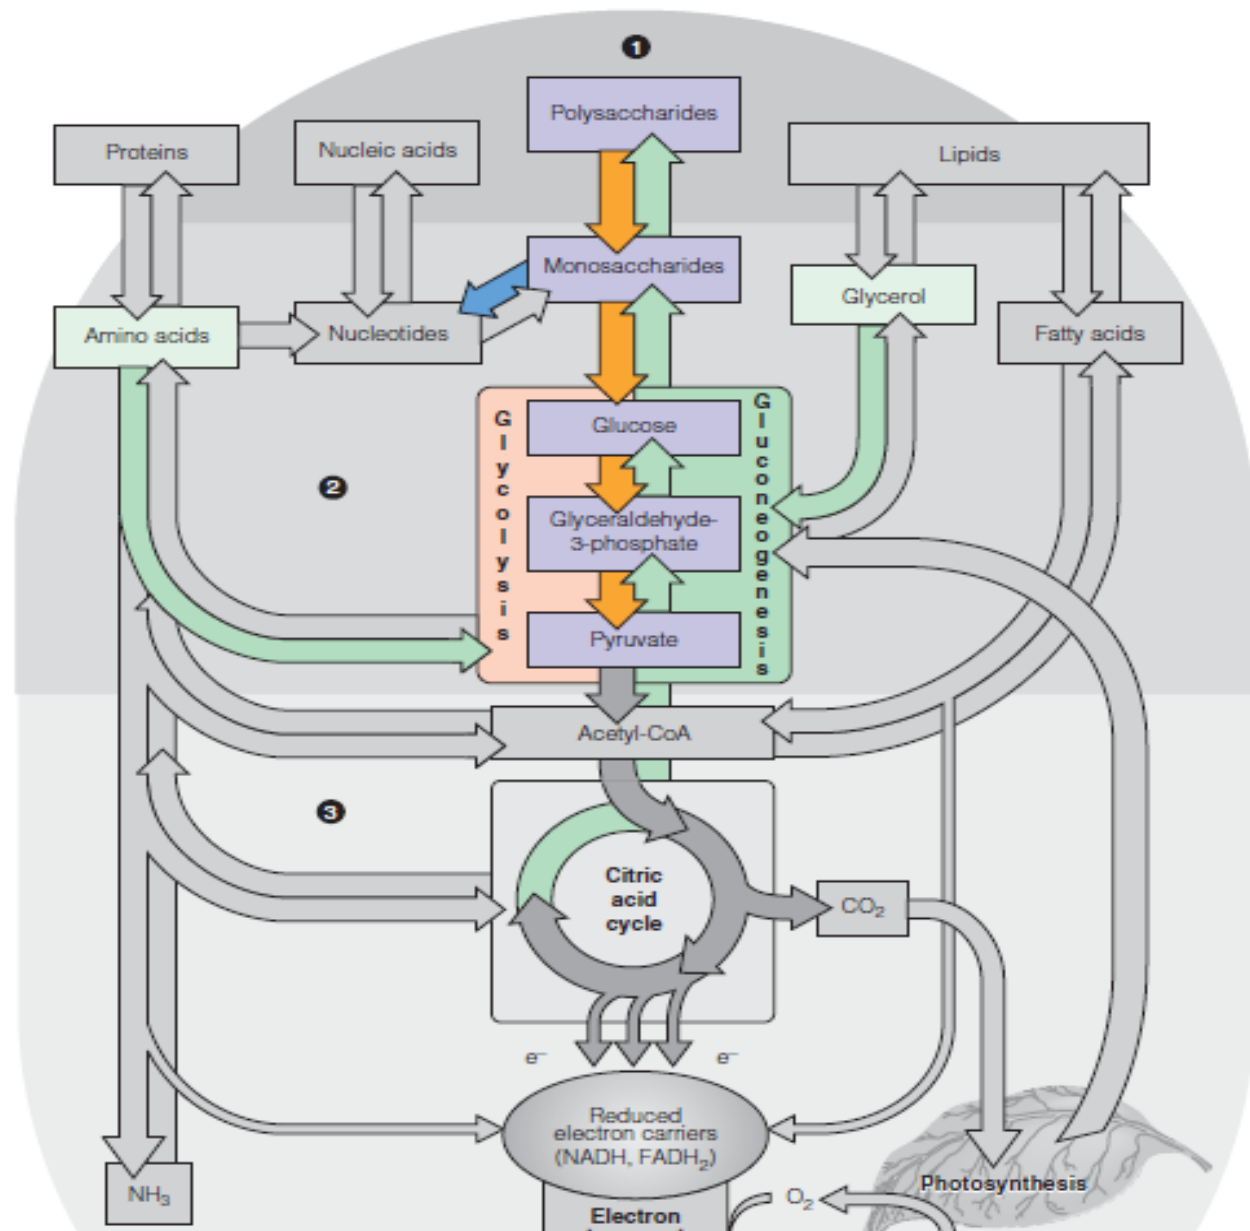 1
Polysaccharides
Proteins
Nucleic acids
Lipids
Monosaccharides
Glycerol
Amino acids
Nucleotides
Fatty acids
Glycolysis
Glucose
Gluconeogenesis
2
Glyceraldehyde-
3-phosphate
Pyruvate
Acetyl-CoA
3
Citric
acid
cycle
CO₂
e⁻
e⁻
Reduced
electron carriers
(NADH, FADH₂)
NH₃
Photosynthesis
O₂
Electron